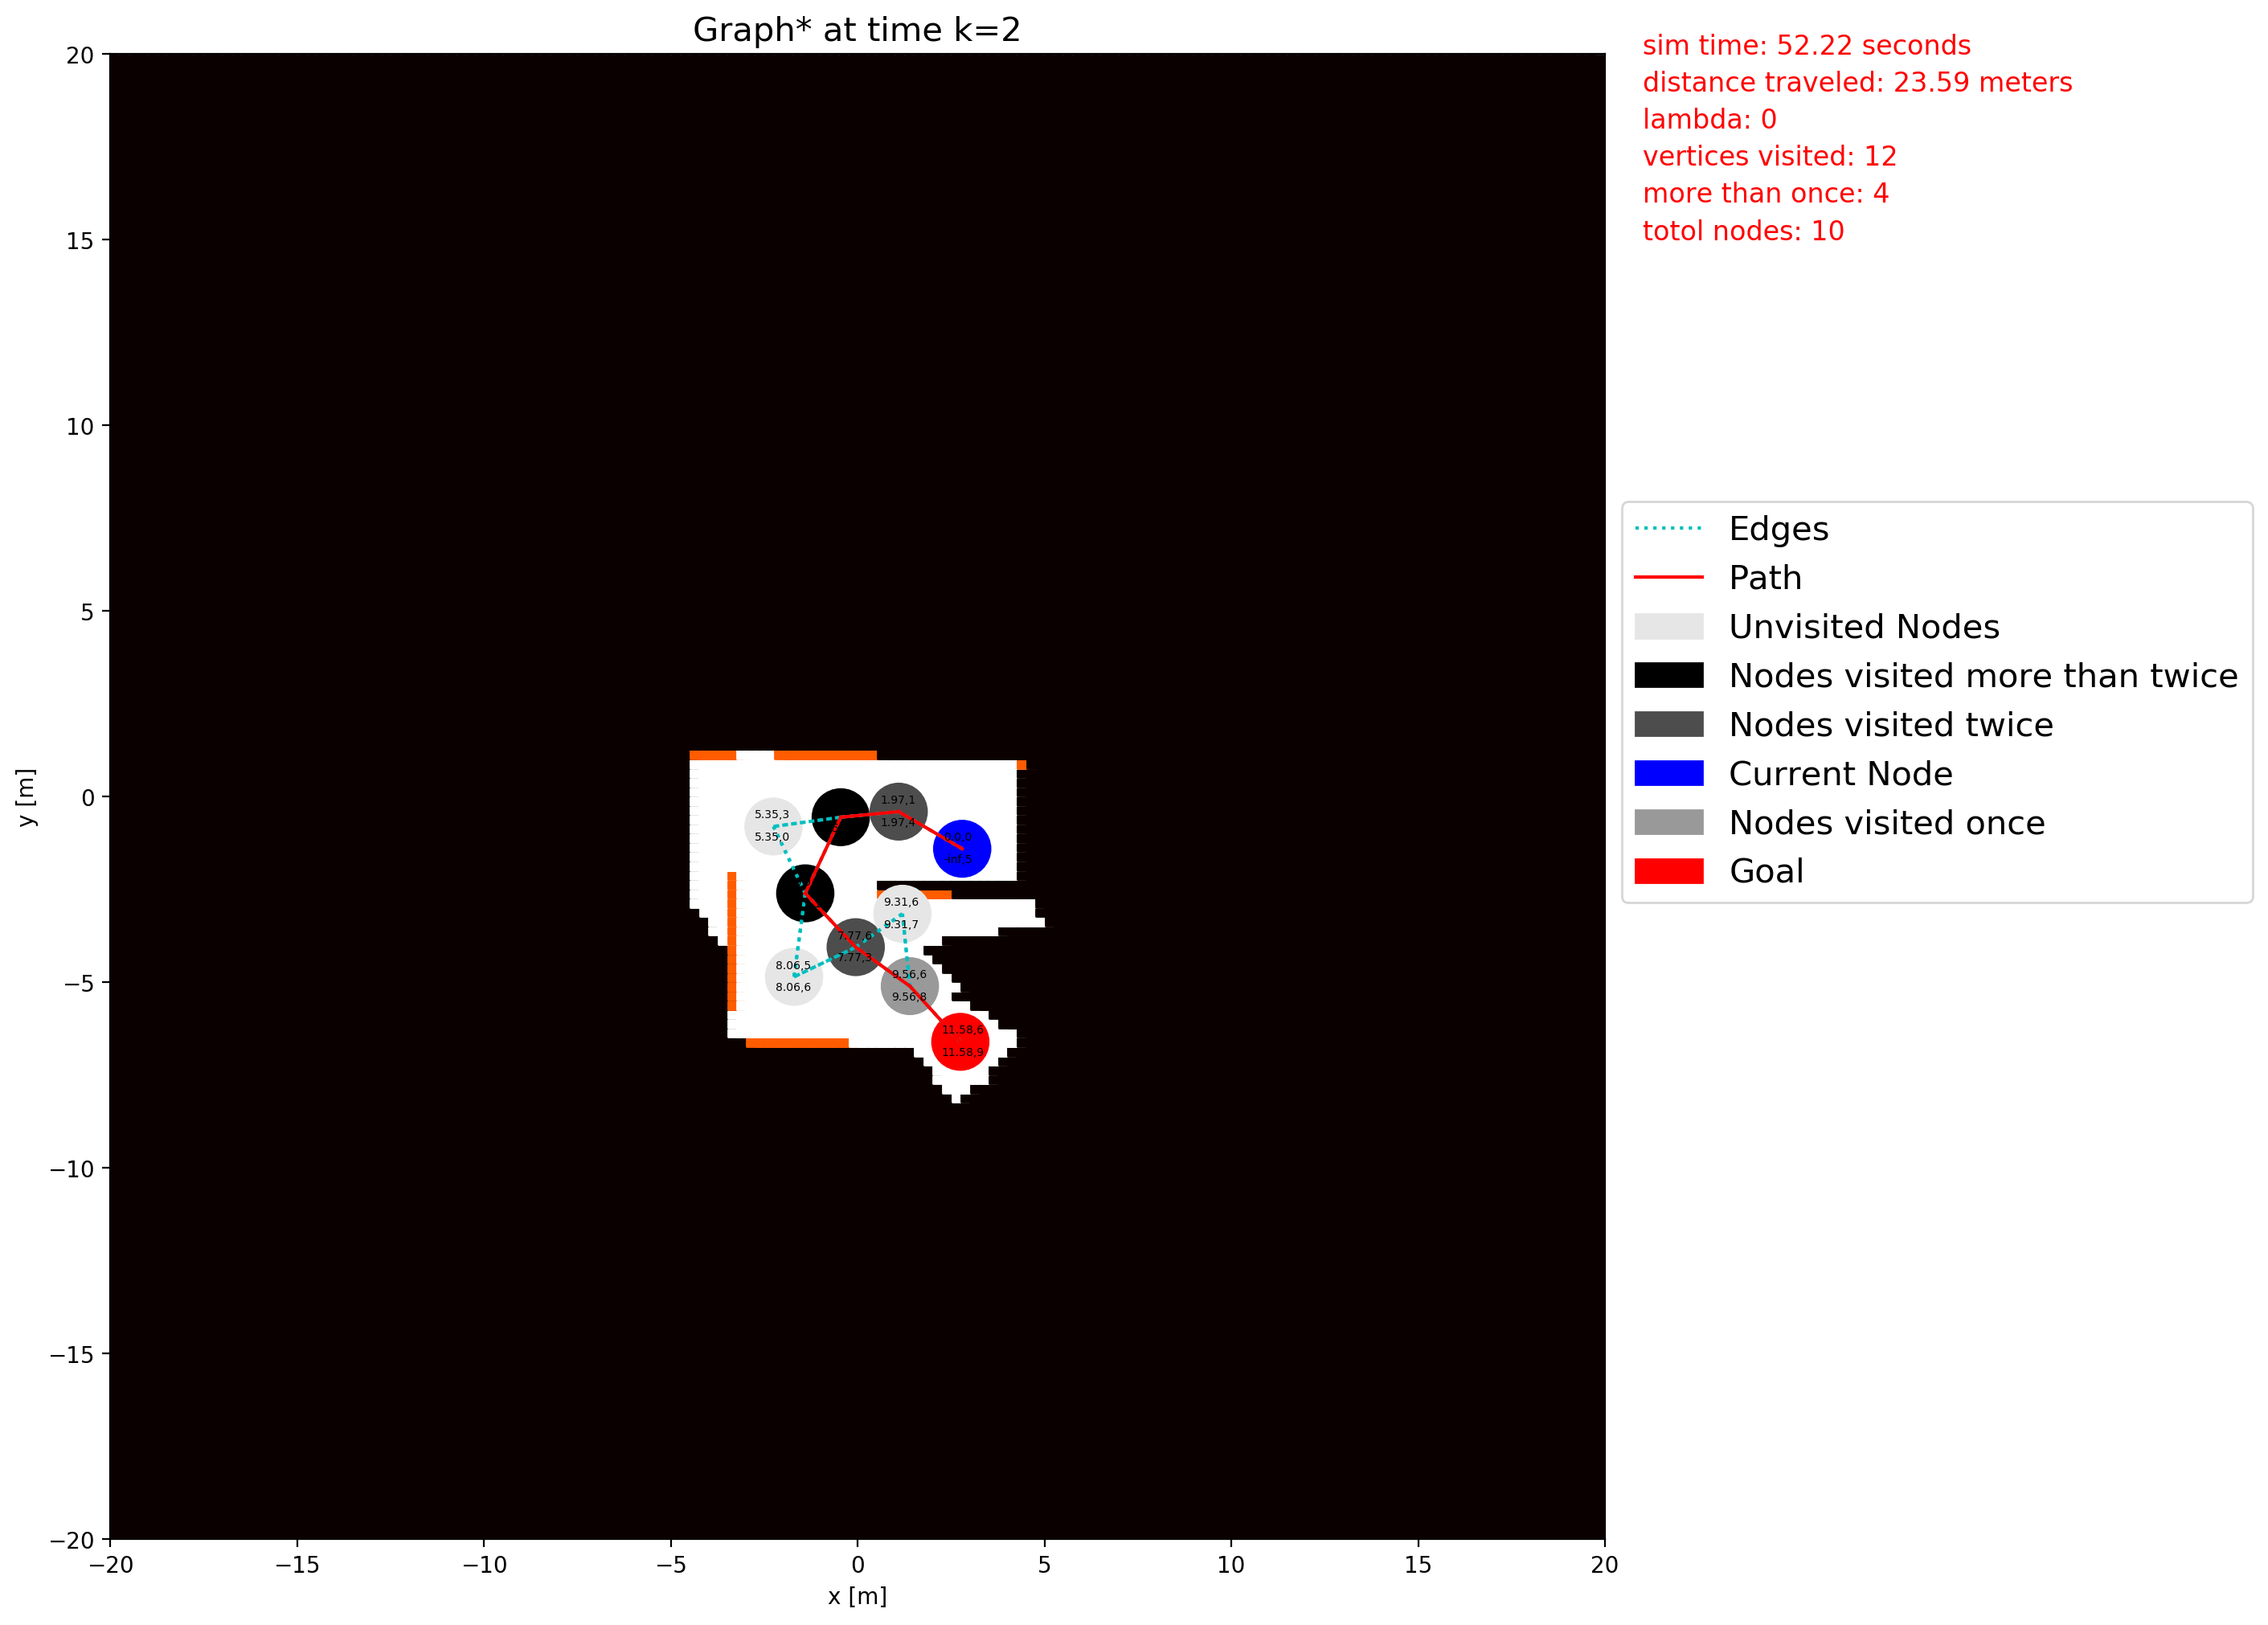 Graph* at time k=2
sim time: 52.22 seconds
distance traveled: 23.59 meters
lambda: 0
vertices visited: 12
more than once: 4
totol nodes: 10
20
15
10
5
0
−5
−10
−15
−20
y [m]
−20
−15
−10
−5
0
5
10
15
20
x [m]
5.35,3
5.35,0
1.97,1
1.97,4
0.0,0
inf,5
9.31,6
9.31,7
7.77,6
7.77,3
8.06,5
8.06,6
9.56,6
9.56,8
11.58,6
11.58,9
Edges
Path
Unvisited Nodes
Nodes visited more than twice
Nodes visited twice
Current Node
Nodes visited once
Goal